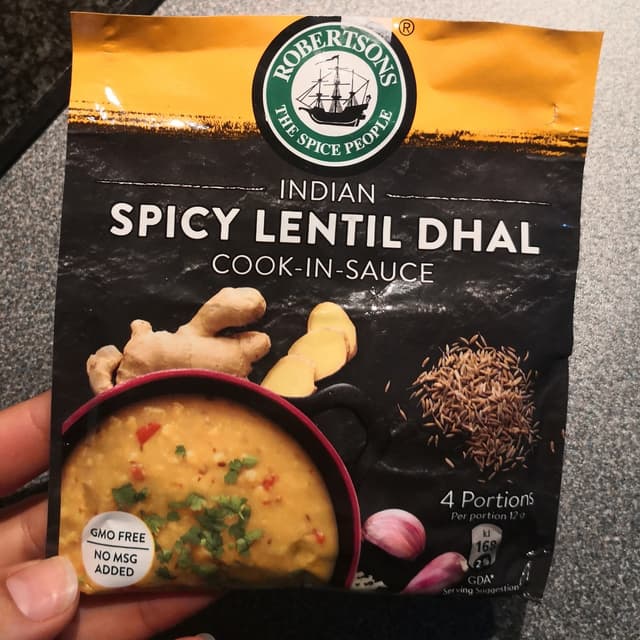 ROBERTSONS
®
THE SPICE PEOPLE
INDIAN
SPICY LENTIL DHAL
COOK-IN-SAUCE
4 Portions
Per portion 12 g
kj
168
GDA*
Serving Suggestion
GMO FREE
NO MSG
ADDED